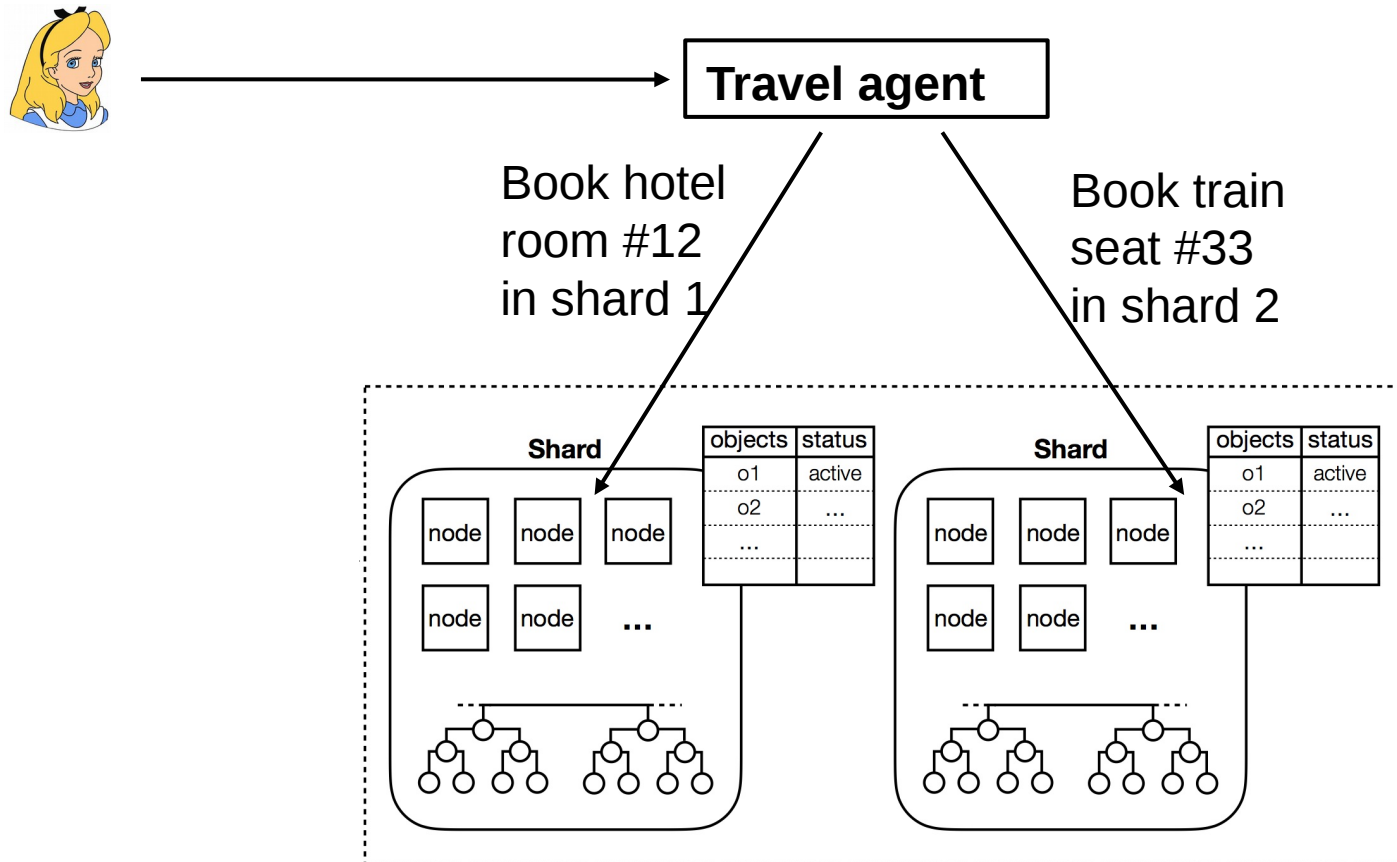 Travel agent
Book hotel
room #12
in shard 1
Book train
seat #33
in shard 2
Shard
objects status
o1 active
o2 ...
...
node node node
node node ...
Shard
objects status
o1 active
o2 ...
...
node node node
node node ...